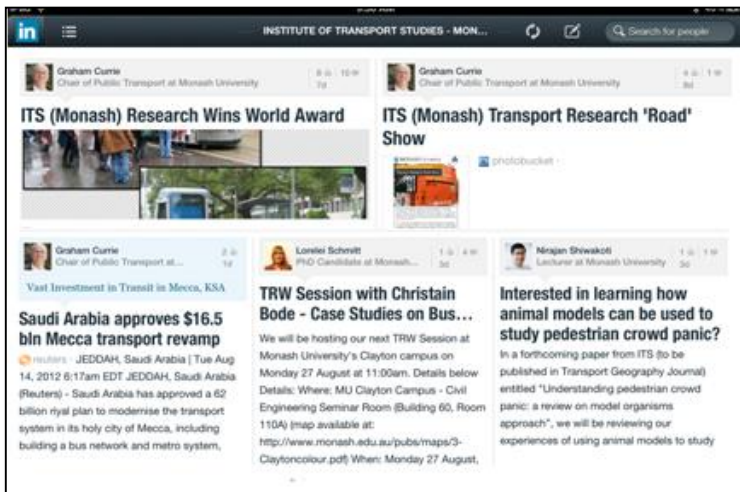 in
INSTITUTE OF TRANSPORT STUDIES - MON...
Search for people
Graham Currie
Chair of Public Transport at Monash University
7d
ITS (Monash) Research Wins World Award
Graham Currie
Chair of Public Transport at Monash University
8d
ITS (Monash) Transport Research 'Road'
Show
photobucket ·
Graham Currie
Chair of Public Transport at...
1d
Vast Investment in Transit in Mecca, KSA
Saudi Arabia approves $16.5
bln Mecca transport revamp
reuters · JEDDAH, Saudi Arabia | Tue Aug
14, 2012 6:17am EDT JEDDAH, Saudi Arabia
(Reuters) - Saudi Arabia has approved a 62
billion riyal plan to modernise the transport
system in its holy city of Mecca, including
building a bus network and metro system,
Lorelei Schmitt
PhD Candidate at Monash...
3d
TRW Session with Christain
Bode - Case Studies on Bus...
We will be hosting our next TRW Session at
Monash University's Clayton campus on
Monday 27 August at 11:00am. Details below
Details: Where: MU Clayton Campus - Civil
Engineering Seminar Room (Building 60, Room
110A) (map available at:
http://www.monash.edu.au/pubs/maps/3-
Claytoncolour.pdf) When: Monday 27 August,
Nirajan Shiwakoti
Lecturer at Monash University
3d
Interested in learning how
animal models can be used to
study pedestrian crowd panic?
In a forthcoming paper from ITS (to be
published in Transport Geography Journal)
entitled "Understanding pedestrian crowd
panic: a review on model organisms
approach", we will be reviewing our
experiences of using animal models to study